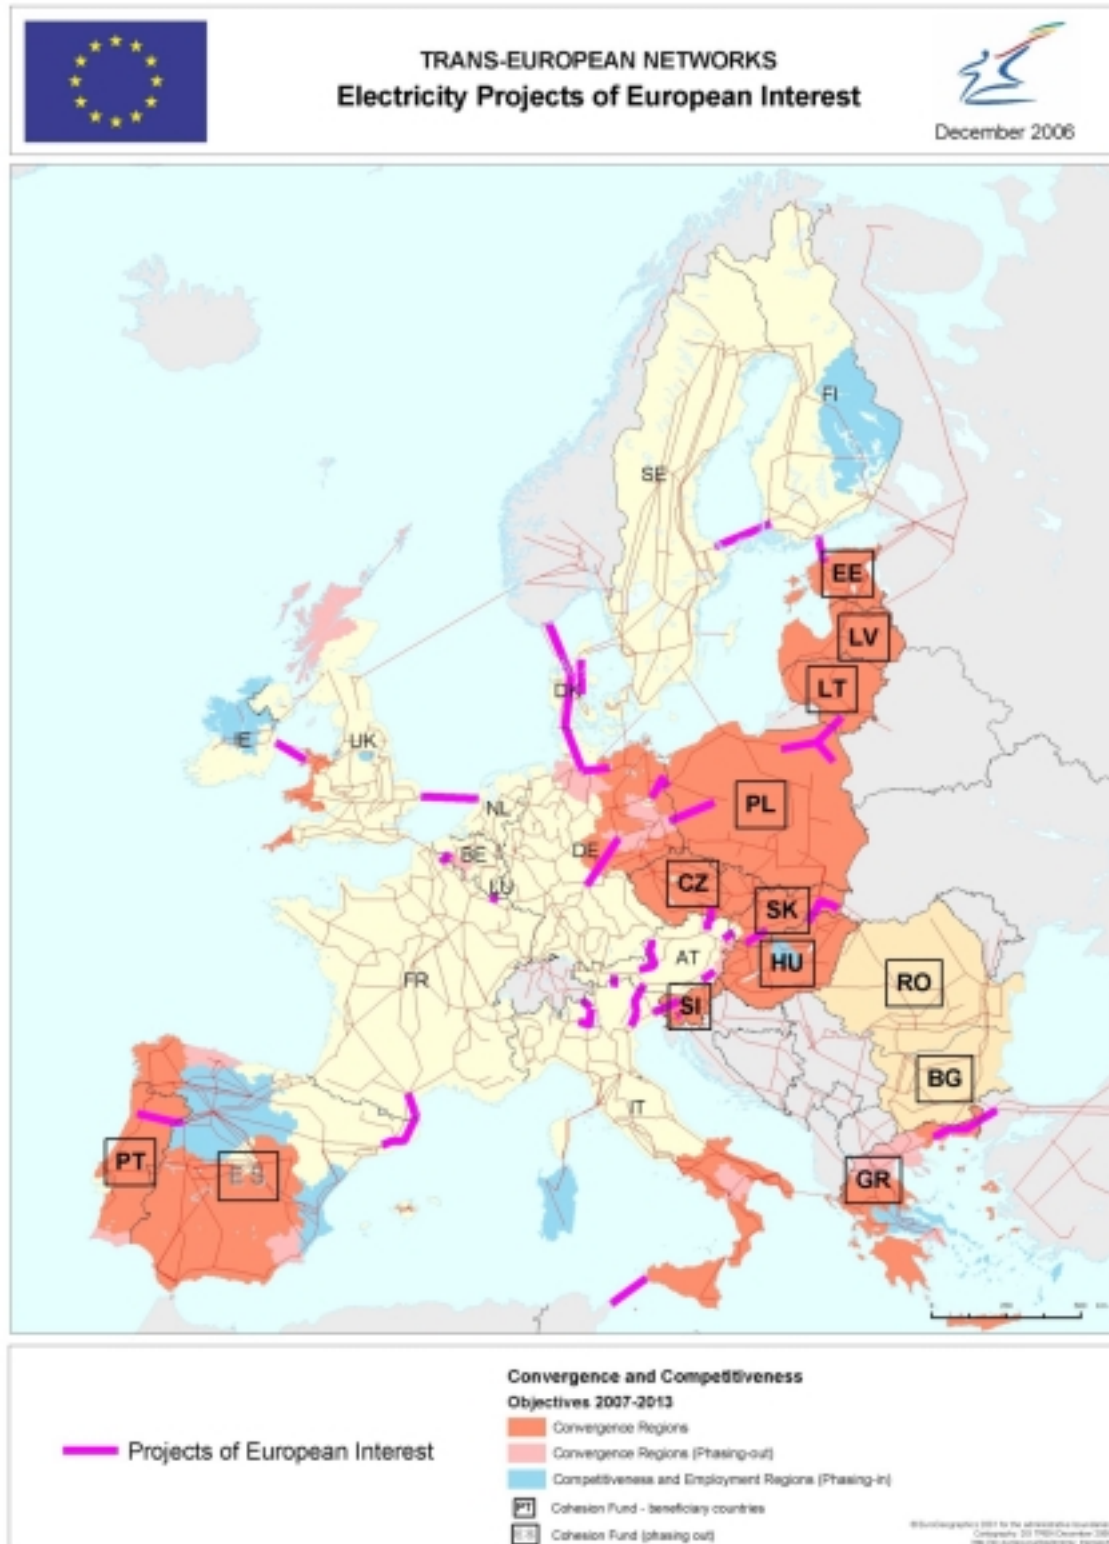 TRANS-EUROPEAN NETWORKS
Electricity Projects of European Interest
December 2006
FI
SE
EE
LV
LT
DK
IE
UK
NL
PL
BE
DE
LU
CZ
SK
AT
HU
FR
SI
RO
BG
IT
PT
ES
GR
Convergence and Competitiveness
Objectives 2007-2013
Projects of European Interest
Convergence Regions
Convergence Regions (Phasing-out)
Competitiveness and Employment Regions (Phasing-in)
PT Cohesion Fund - beneficiary countries
ES Cohesion Fund (phasing out)